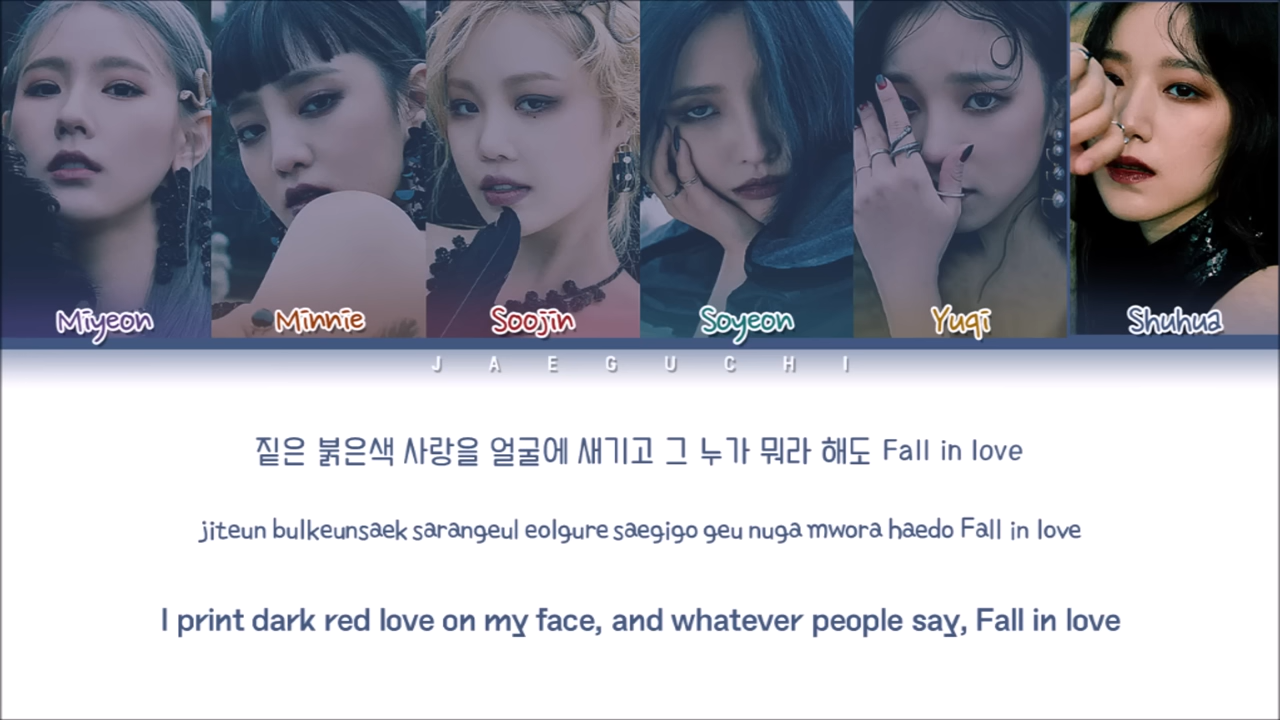 Miyeon Minnie Soojin Soyeon Yuqi Shuhua
J A E G U C H I
짙은 붉은색 사랑을 얼굴에 새기고 그 누가 뭐라 해도 Fall in love
jiteun bulkeunsaek sarangeul eolgure saegigo geu nuga mwora haedo Fall in love
I print dark red love on my face, and whatever people say, Fall in love